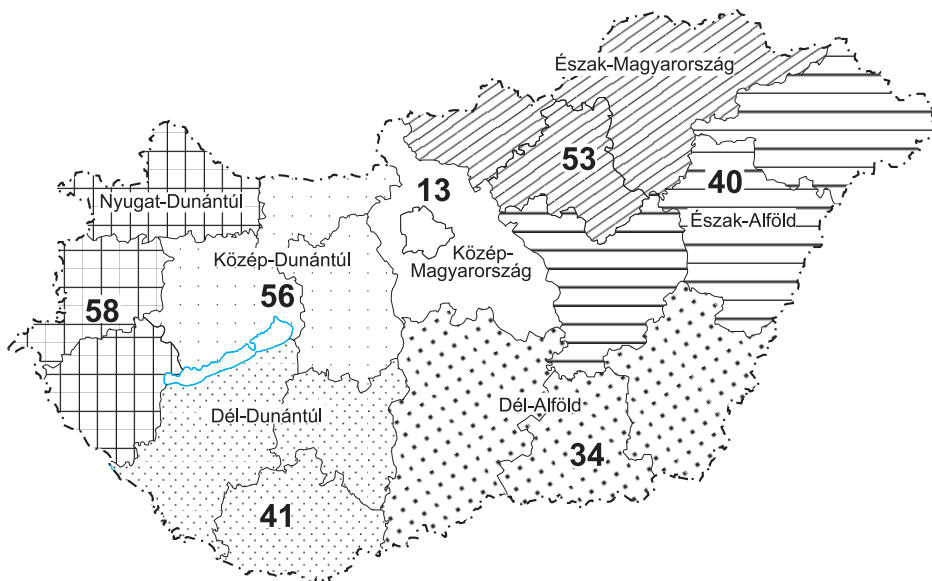 Észak-Magyarország
53
13
40
Nyugat-Dunántúl
Észak-Alföld
Közép-
Magyarország
Közép-Dunántúl
56
58
Dél-Dunántúl
Dél-Alföld
34
41